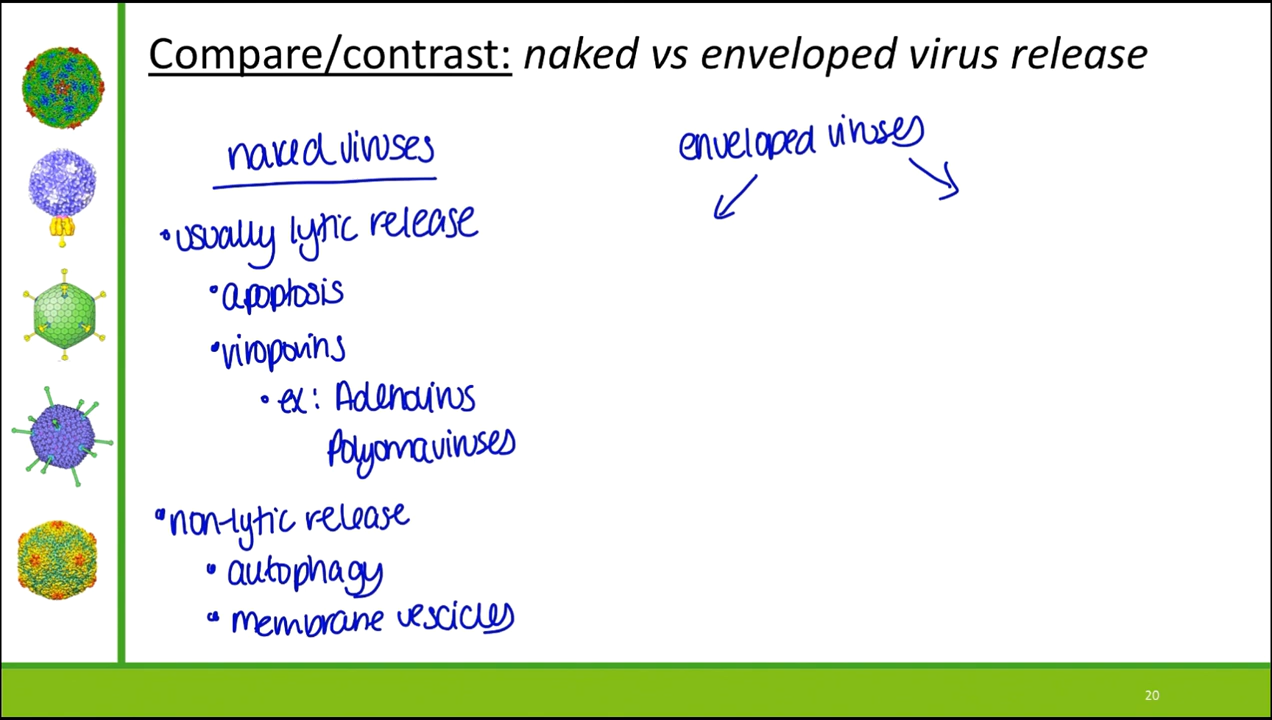 Compare/contrast: naked vs enveloped virus release
naked viruses
•usually lytic release
•apoptosis
•viroporins
•ex: Adenovirus
Polyomaviruses
•non-lytic release
•autophagy
•membrane vescicles
enveloped viruses
20